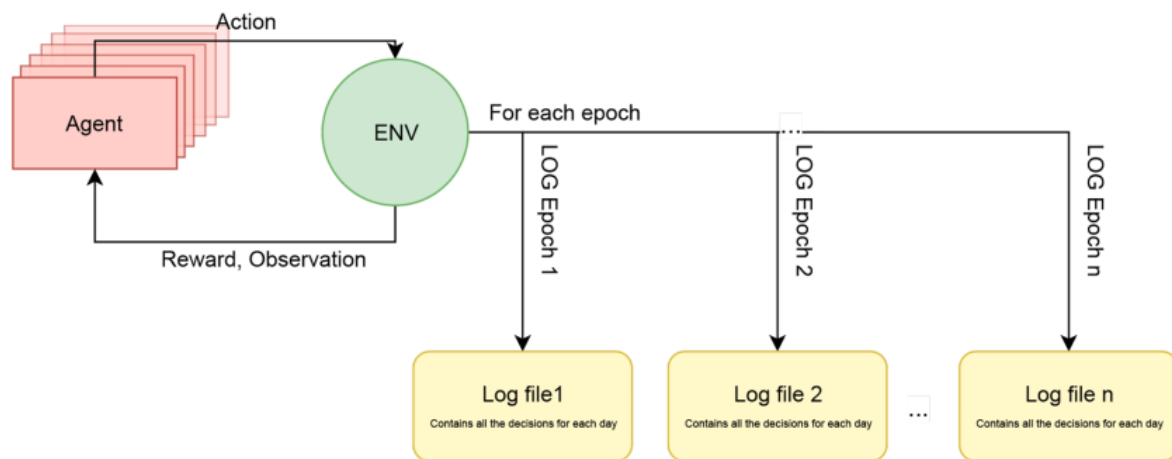 Action
Agent
ENV
For each epoch
...
Reward, Observation
LOG Epoch 1
LOG Epoch 2
LOG Epoch n
Log file1
Contains all the decisions for each day
Log file 2
Contains all the decisions for each day
...
Log file n
Contains all the decisions for each day